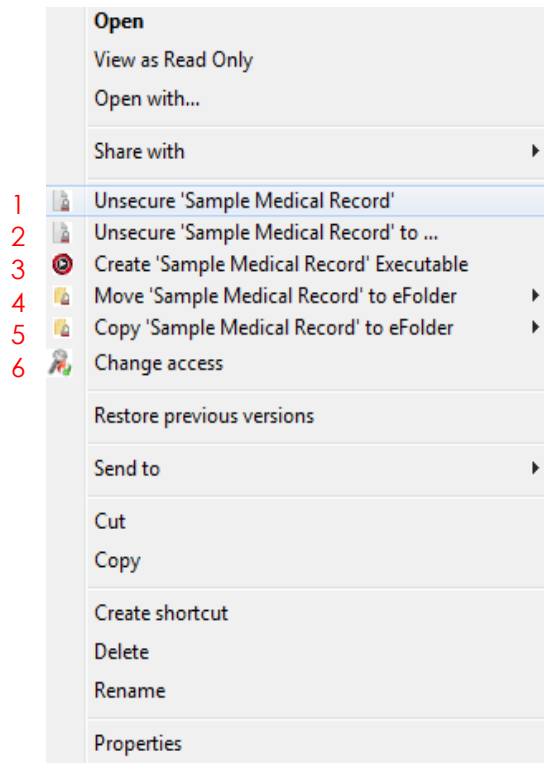 Open
View as Read Only
Open with...
Share with
1 Unsecure 'Sample Medical Record'
2 Unsecure 'Sample Medical Record' to ...
3 Create 'Sample Medical Record' Executable
4 Move 'Sample Medical Record' to eFolder
5 Copy 'Sample Medical Record' to eFolder
6 Change access
Restore previous versions
Send to
Cut
Copy
Create shortcut
Delete
Rename
Properties